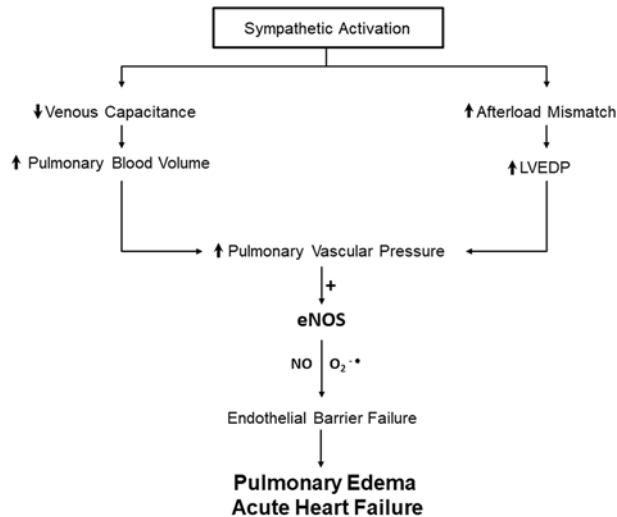 Sympathetic Activation
↓Venous Capacitance
↑Afterload Mismatch
↑Pulmonary Blood Volume
↑LVEDP
↑Pulmonary Vascular Pressure
+
eNOS
NO O₂⁻•
Endothelial Barrier Failure
Pulmonary Edema
Acute Heart Failure